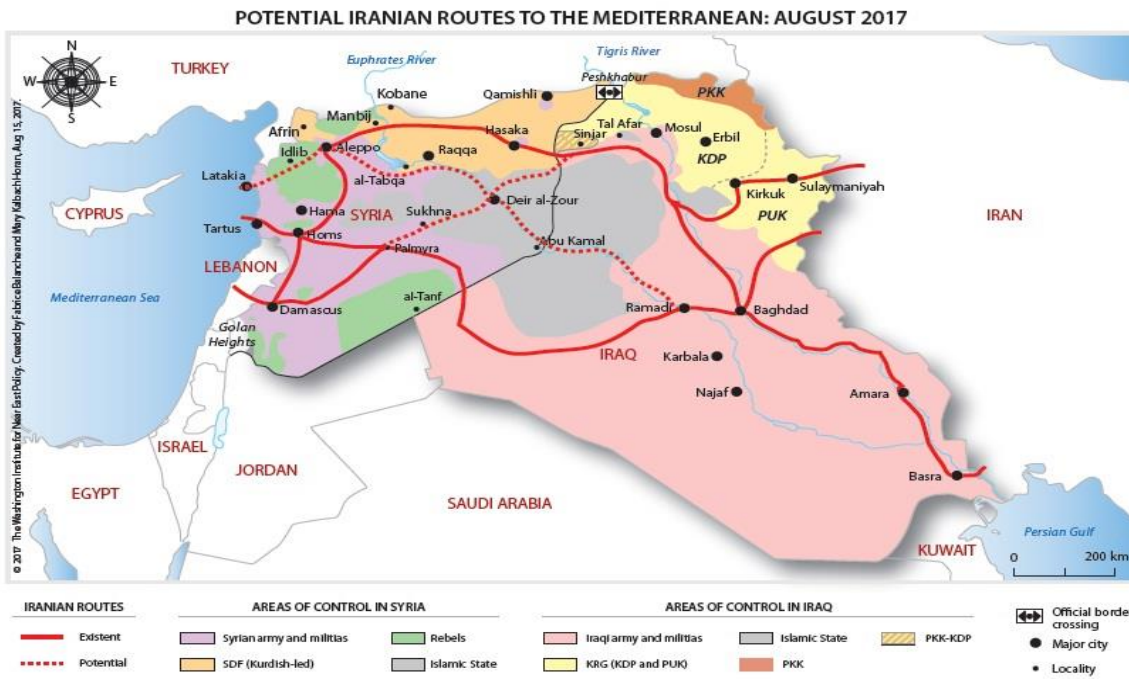 POTENTIAL IRANIAN ROUTES TO THE MEDITERRANEAN: AUGUST 2017
© 2017 The Washington Institute for Near East Policy. Created by Fabrice Balanche and Mary Kalbach Horan, Aug 15, 2017.
N
W E
S
TURKEY
Euphrates River
Tigris River
Peshkhabur
Kobane
Qamishli
PKK
Manbij
Afrin
Hasaka
Tal Afar
Mosul
Sinjar
Erbil
Idlib
Aleppo
Raqqa
KDP
Latakia
al-Tabqa
Kirkuk
Sulaymaniyah
CYPRUS
Hama
SYRIA
Sukhna
Deir al-Zour
PUK
IRAN
Tartus
Homs
Palmyra
Abu Kamal
LEBANON
Mediterranean Sea
al-Tanf
Damascus
Ramadi
Baghdad
Golan
Heights
IRAQ
Karbala
Najaf
Amara
ISRAEL
JORDAN
Basra
EGYPT
SAUDI ARABIA
Persian Gulf
KUWAIT
0 200 km
IRANIAN ROUTES
Existent
Potential
AREAS OF CONTROL IN SYRIA
Syrian army and militias
Rebels
SDF (Kurdish-led)
Islamic State
AREAS OF CONTROL IN IRAQ
Iraqi army and militias
Islamic State
PKK-KDP
KRG (KDP and PUK)
PKK
Official border
crossing
Major city
Locality